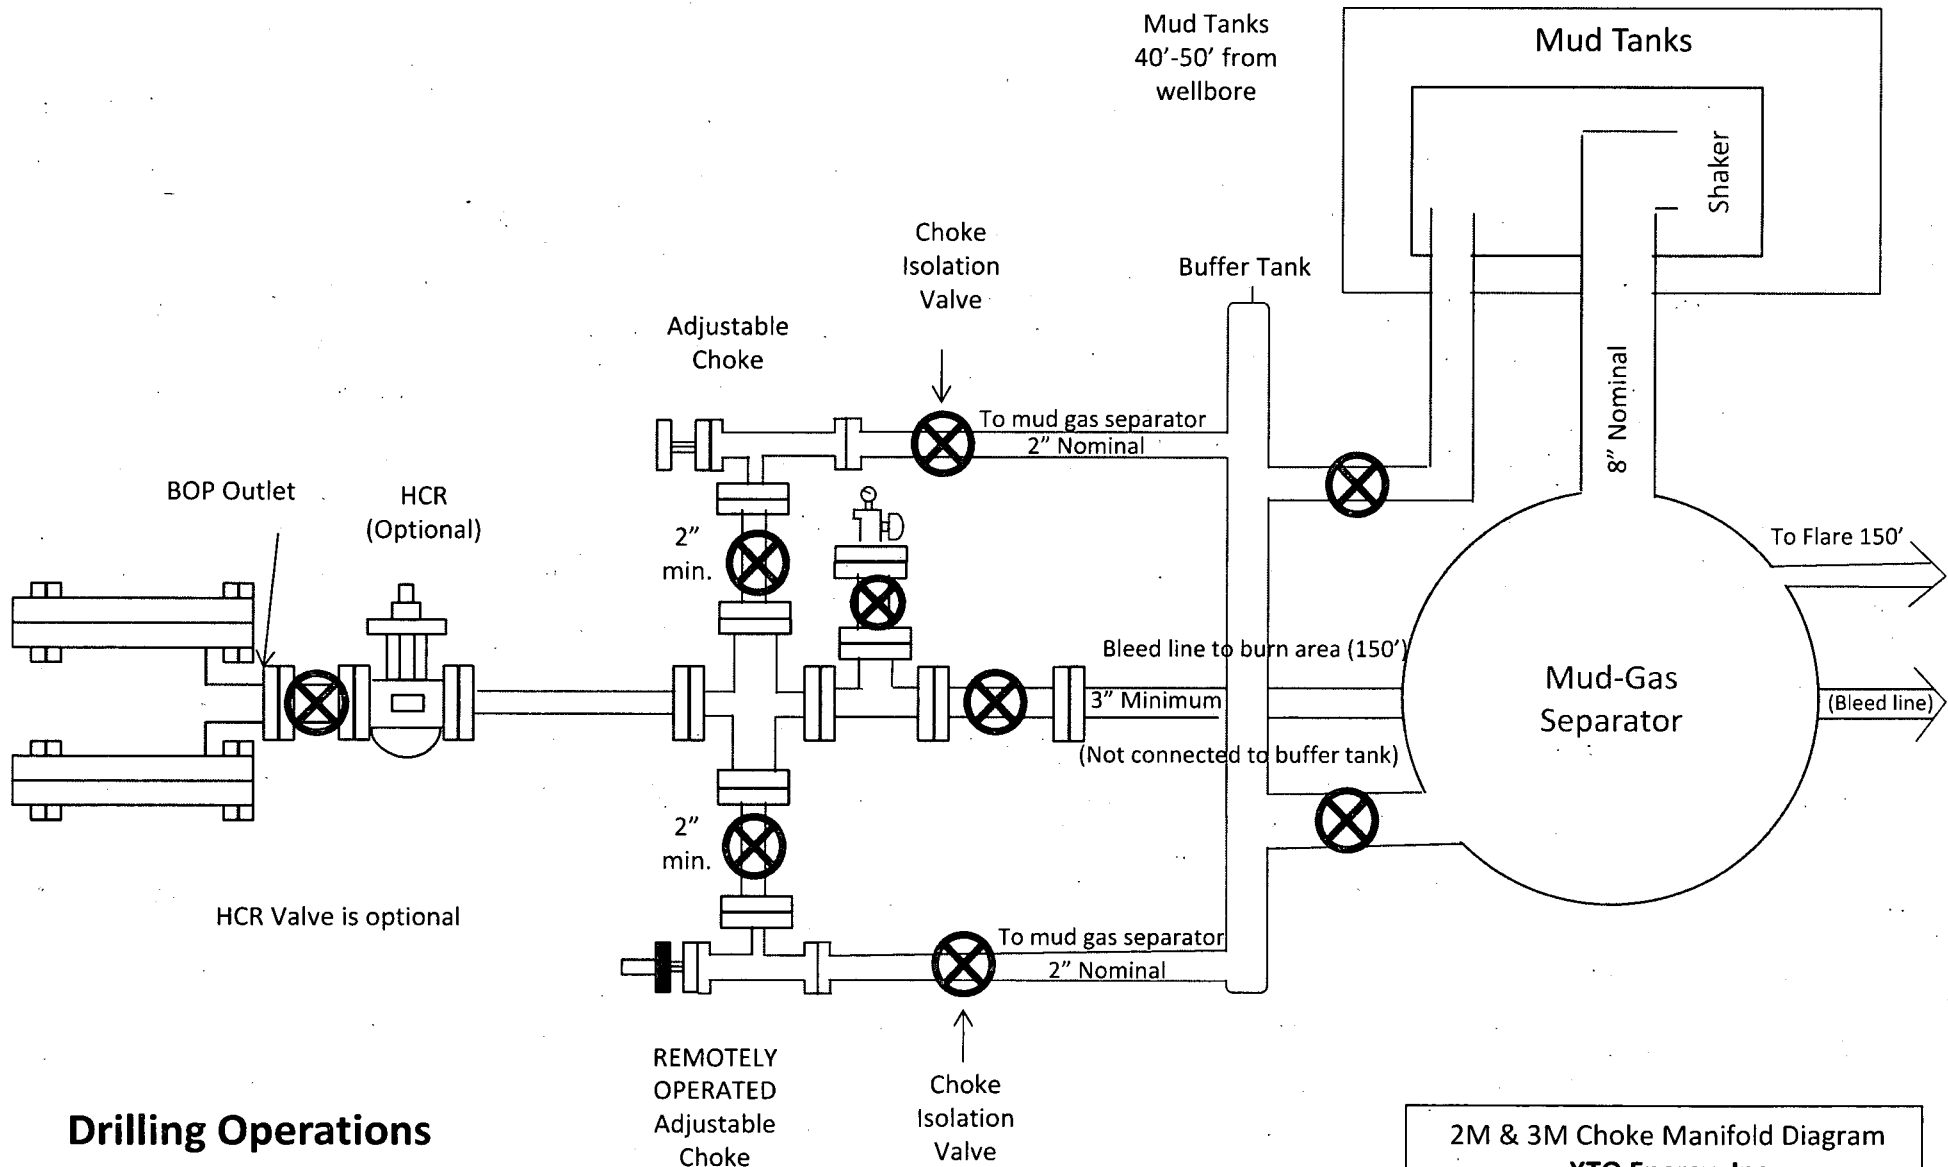 Mud Tanks
40'-50' from
wellbore
Mud Tanks
Shaker
Choke
Isolation
Valve
Buffer Tank
Adjustable
Choke
To mud gas separator
2" Nominal
8" Nominal
BOP Outlet
HCR
(Optional)
2"
min.
To Flare 150'
Bleed line to burn area (150')
3" Minimum
(Not connected to buffer tank)
Mud-Gas
Separator
(Bleed line)
2"
min.
HCR Valve is optional
To mud gas separator
2" Nominal
REMOTELY
OPERATED
Adjustable
Choke
Choke
Isolation
Valve
Drilling Operations
2M & 3M Choke Manifold Diagram
XTO Energy, Inc.